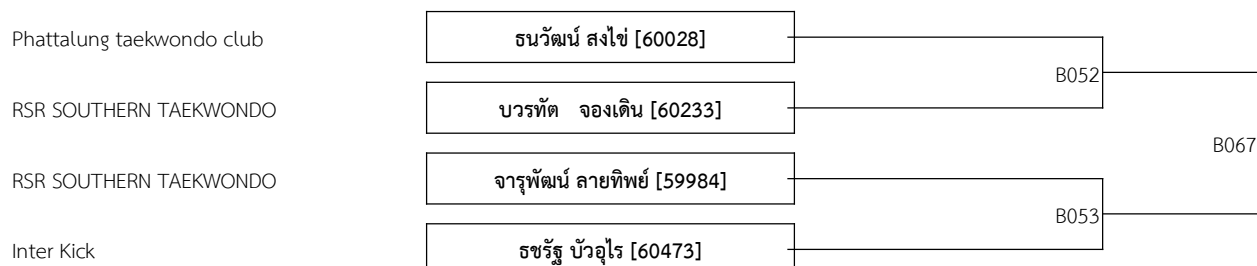 Phattalung taekwondo club ธนวัฒน์ สงไข่ [60028]
B052
RSR SOUTHERN TAEKWONDO บวรทัต จองเดิน [60233]
B067
RSR SOUTHERN TAEKWONDO จารุพัฒน์ ลายทิพย์ [59984]
B053
Inter Kick ธชรัฐ บัวอุไร [60473]